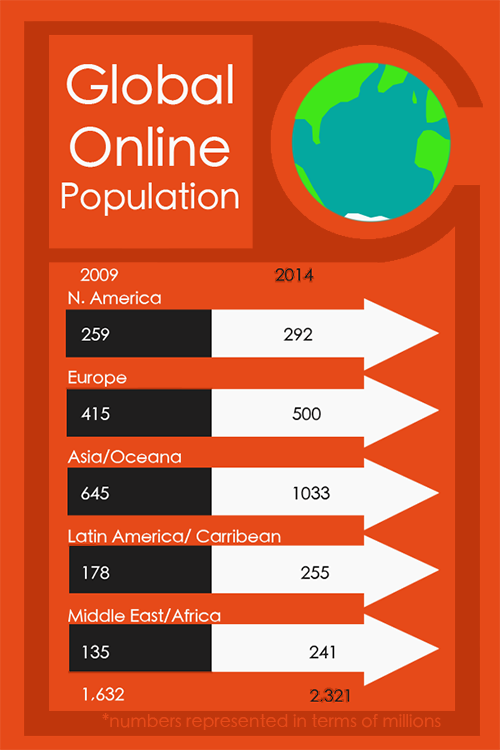 Global
Online
Population
2009 2014
N. America
259 292
Europe
415 500
Asia/Oceana
645 1033
Latin America/ Carribean
178 255
Middle East/Africa
135 241
1,632 2,321
*numbers represented in terms of millions